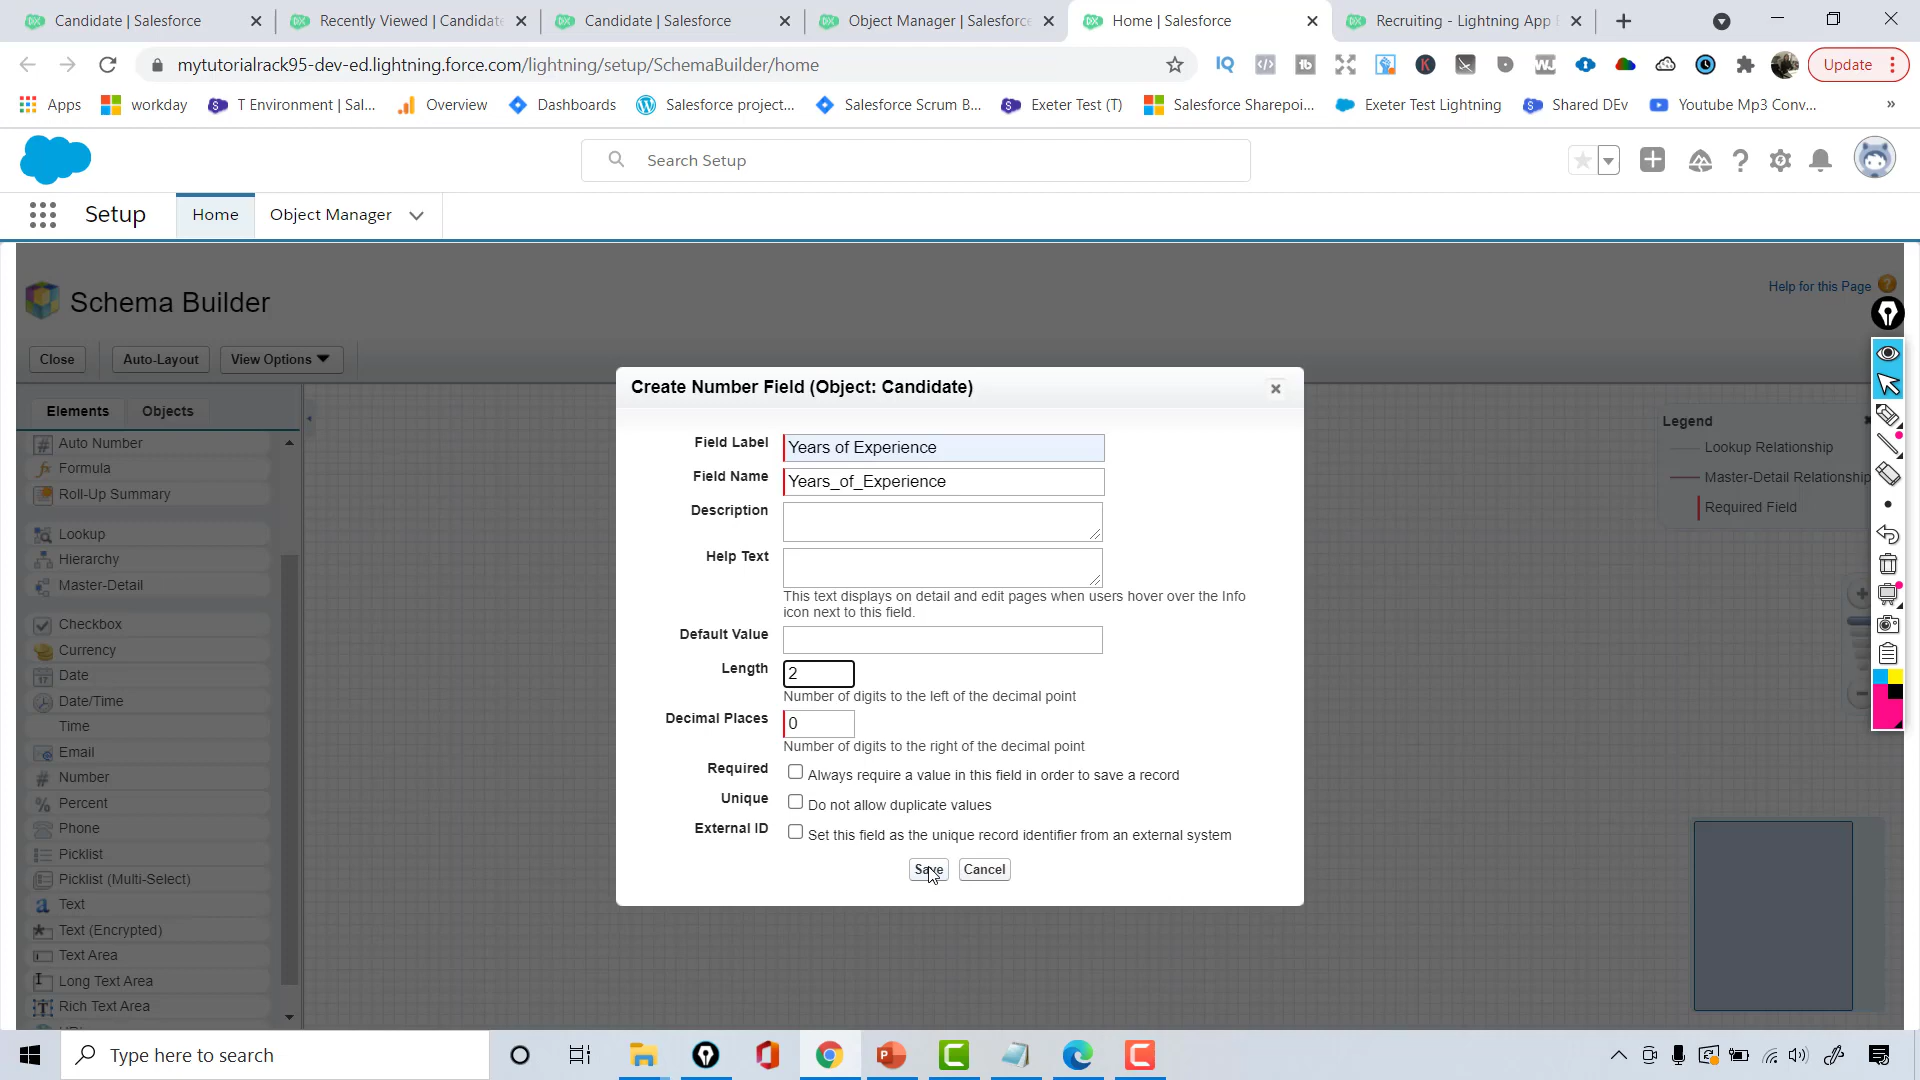 Candidate | Salesforce
Recently Viewed | Candidate
Candidate | Salesforce
Object Manager | Salesforce
Home | Salesforce
Recruiting - Lightning App B
mytutorialrack95-dev-ed.lightning.force.com/lightning/setup/SchemaBuilder/home
Update
Apps
workday
T Environment | Sal...
Overview
Dashboards
Salesforce project...
Salesforce Scrum B...
Exeter Test (T)
Salesforce Sharepoi...
Exeter Test Lightning
Shared DEv
Youtube Mp3 Conv...
»
Search Setup
Setup
Home
Object Manager
Schema Builder
Help for this Page
Close
Auto-Layout
View Options
Elements
Objects
Auto Number
Formula
Roll-Up Summary
Lookup
Hierarchy
Master-Detail
Checkbox
Currency
Date
Date/Time
Time
Email
Number
Percent
Phone
Picklist
Picklist (Multi-Select)
Text
Text (Encrypted)
Text Area
Long Text Area
Rich Text Area
Legend
Lookup Relationship
Master-Detail Relationship
Required Field
Create Number Field (Object: Candidate)
Field Label
Years of Experience
Field Name
Years_of_Experience
Description
Help Text
This text displays on detail and edit pages when users hover over the Info
icon next to this field.
Default Value
Length
2
Number of digits to the left of the decimal point
Decimal Places
0
Number of digits to the right of the decimal point
Required
Always require a value in this field in order to save a record
Unique
Do not allow duplicate values
External ID
Set this field as the unique record identifier from an external system
Save
Cancel
Type here to search